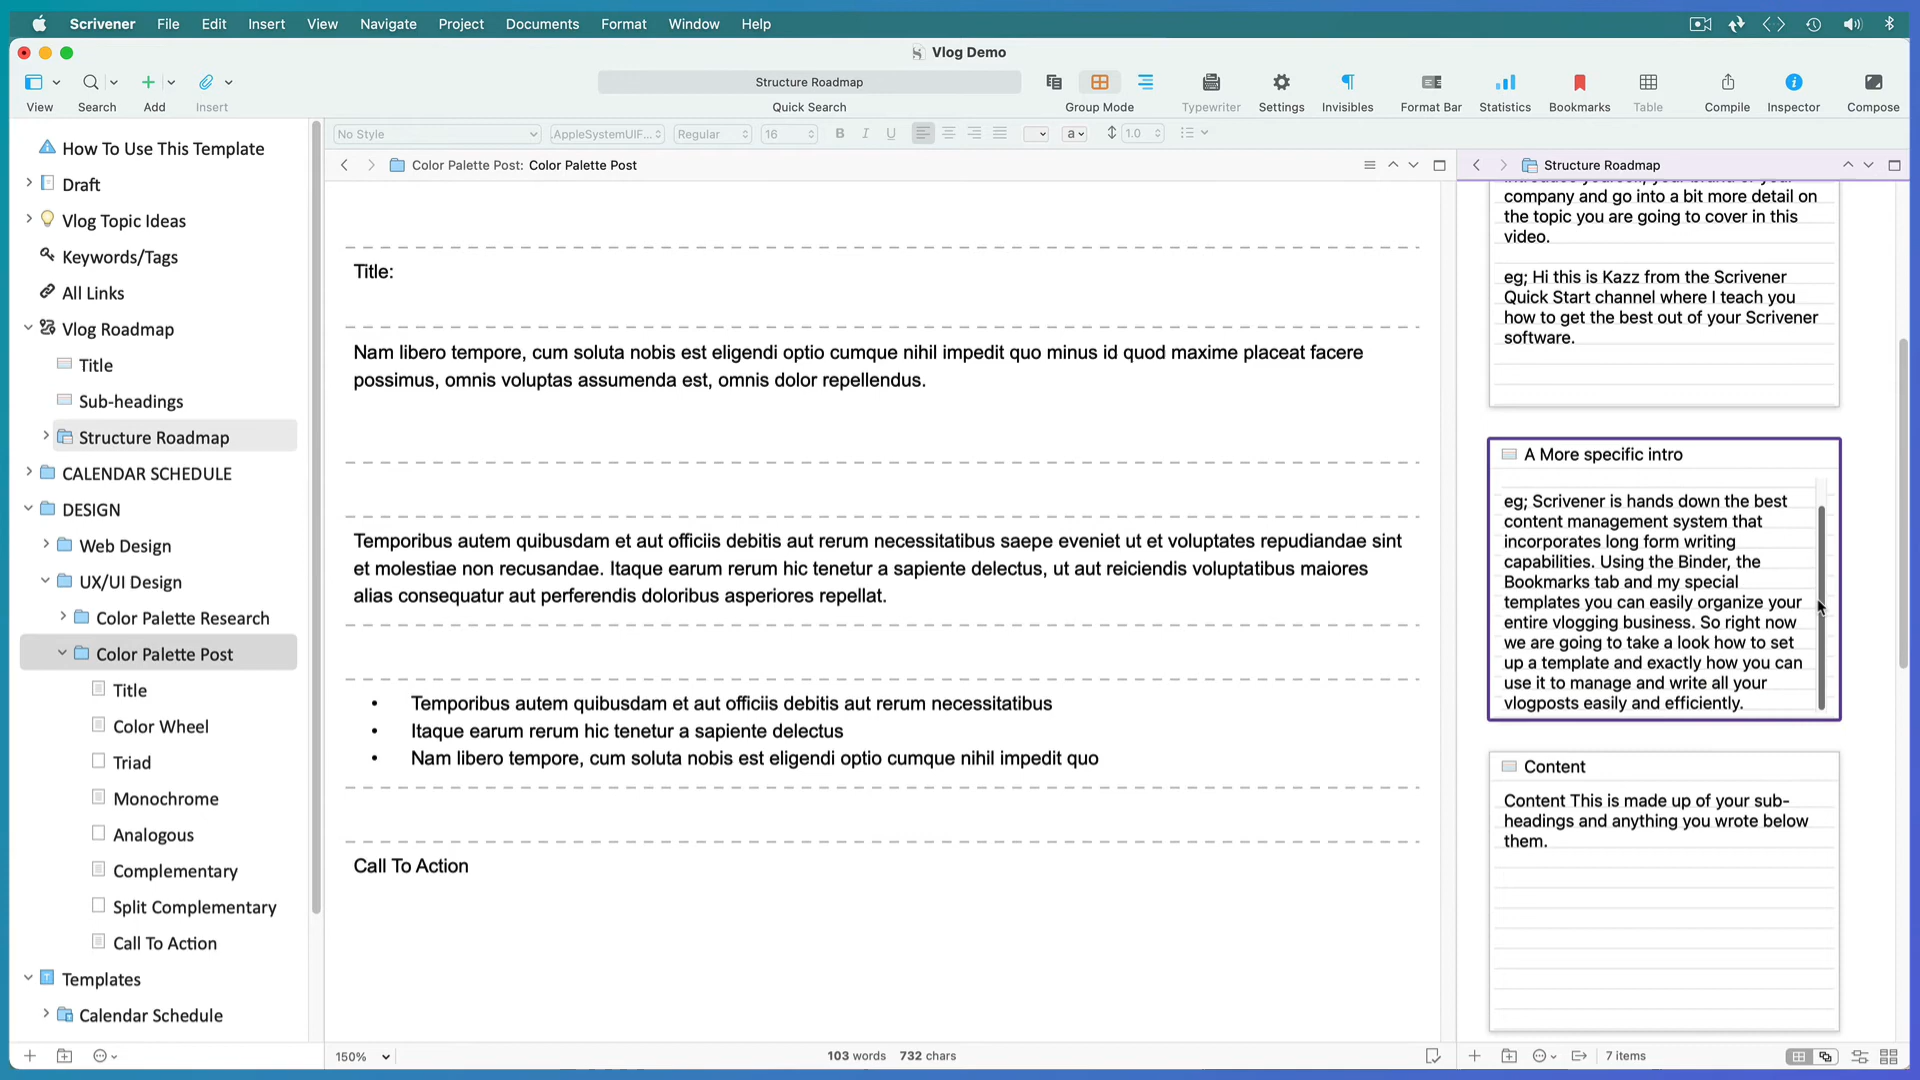 Scrivener File Edit Insert View Navigate Project Documents Format Window Help
Vlog Demo
Structure Roadmap
View Search Add Insert Quick Search Group Mode Typewriter Settings Invisibles Format Bar Statistics Bookmarks Table Compile Inspector Compose
No Style .AppleSystemUIF... Regular 16 B I U a 1.0
How To Use This Template
Draft
Vlog Topic Ideas
Keywords/Tags
All Links
Vlog Roadmap
Title
Sub-headings
Structure Roadmap
CALENDAR SCHEDULE
DESIGN
Web Design
UX/UI Design
Color Palette Research
Color Palette Post
Title
Color Wheel
Triad
Monochrome
Analogous
Complementary
Split Complementary
Call To Action
Templates
Calendar Schedule
Color Palette Post: Color Palette Post
Title:
Nam libero tempore, cum soluta nobis est eligendi optio cumque nihil impedit quo minus id quod maxime placeat facere
possimus, omnis voluptas assumenda est, omnis dolor repellendus.
Temporibus autem quibusdam et aut officiis debitis aut rerum necessitatibus saepe eveniet ut et voluptates repudiandae sint
et molestiae non recusandae. Itaque earum rerum hic tenetur a sapiente delectus, ut aut reiciendis voluptatibus maiores
alias consequatur aut perferendis doloribus asperiores repellat.
• Temporibus autem quibusdam et aut officiis debitis aut rerum necessitatibus
• Itaque earum rerum hic tenetur a sapiente delectus
• Nam libero tempore, cum soluta nobis est eligendi optio cumque nihil impedit quo
Call To Action
150%
103 words 732 chars
Structure Roadmap
company and go into a bit more detail on
the topic you are going to cover in this
video.
eg; Hi this is Kazz from the Scrivener
Quick Start channel where I teach you
how to get the best out of your Scrivener
software.
A More specific intro
eg; Scrivener is hands down the best
content management system that
incorporates long form writing
capabilities. Using the Binder, the
Bookmarks tab and my special
templates you can easily organize your
entire vlogging business. So right now
we are going to take a look how to set
up a template and exactly how you can
use it to manage and write all your
vlogposts easily and efficiently.
Content
Content This is made up of your sub-
headings and anything you wrote below
them.
7 items